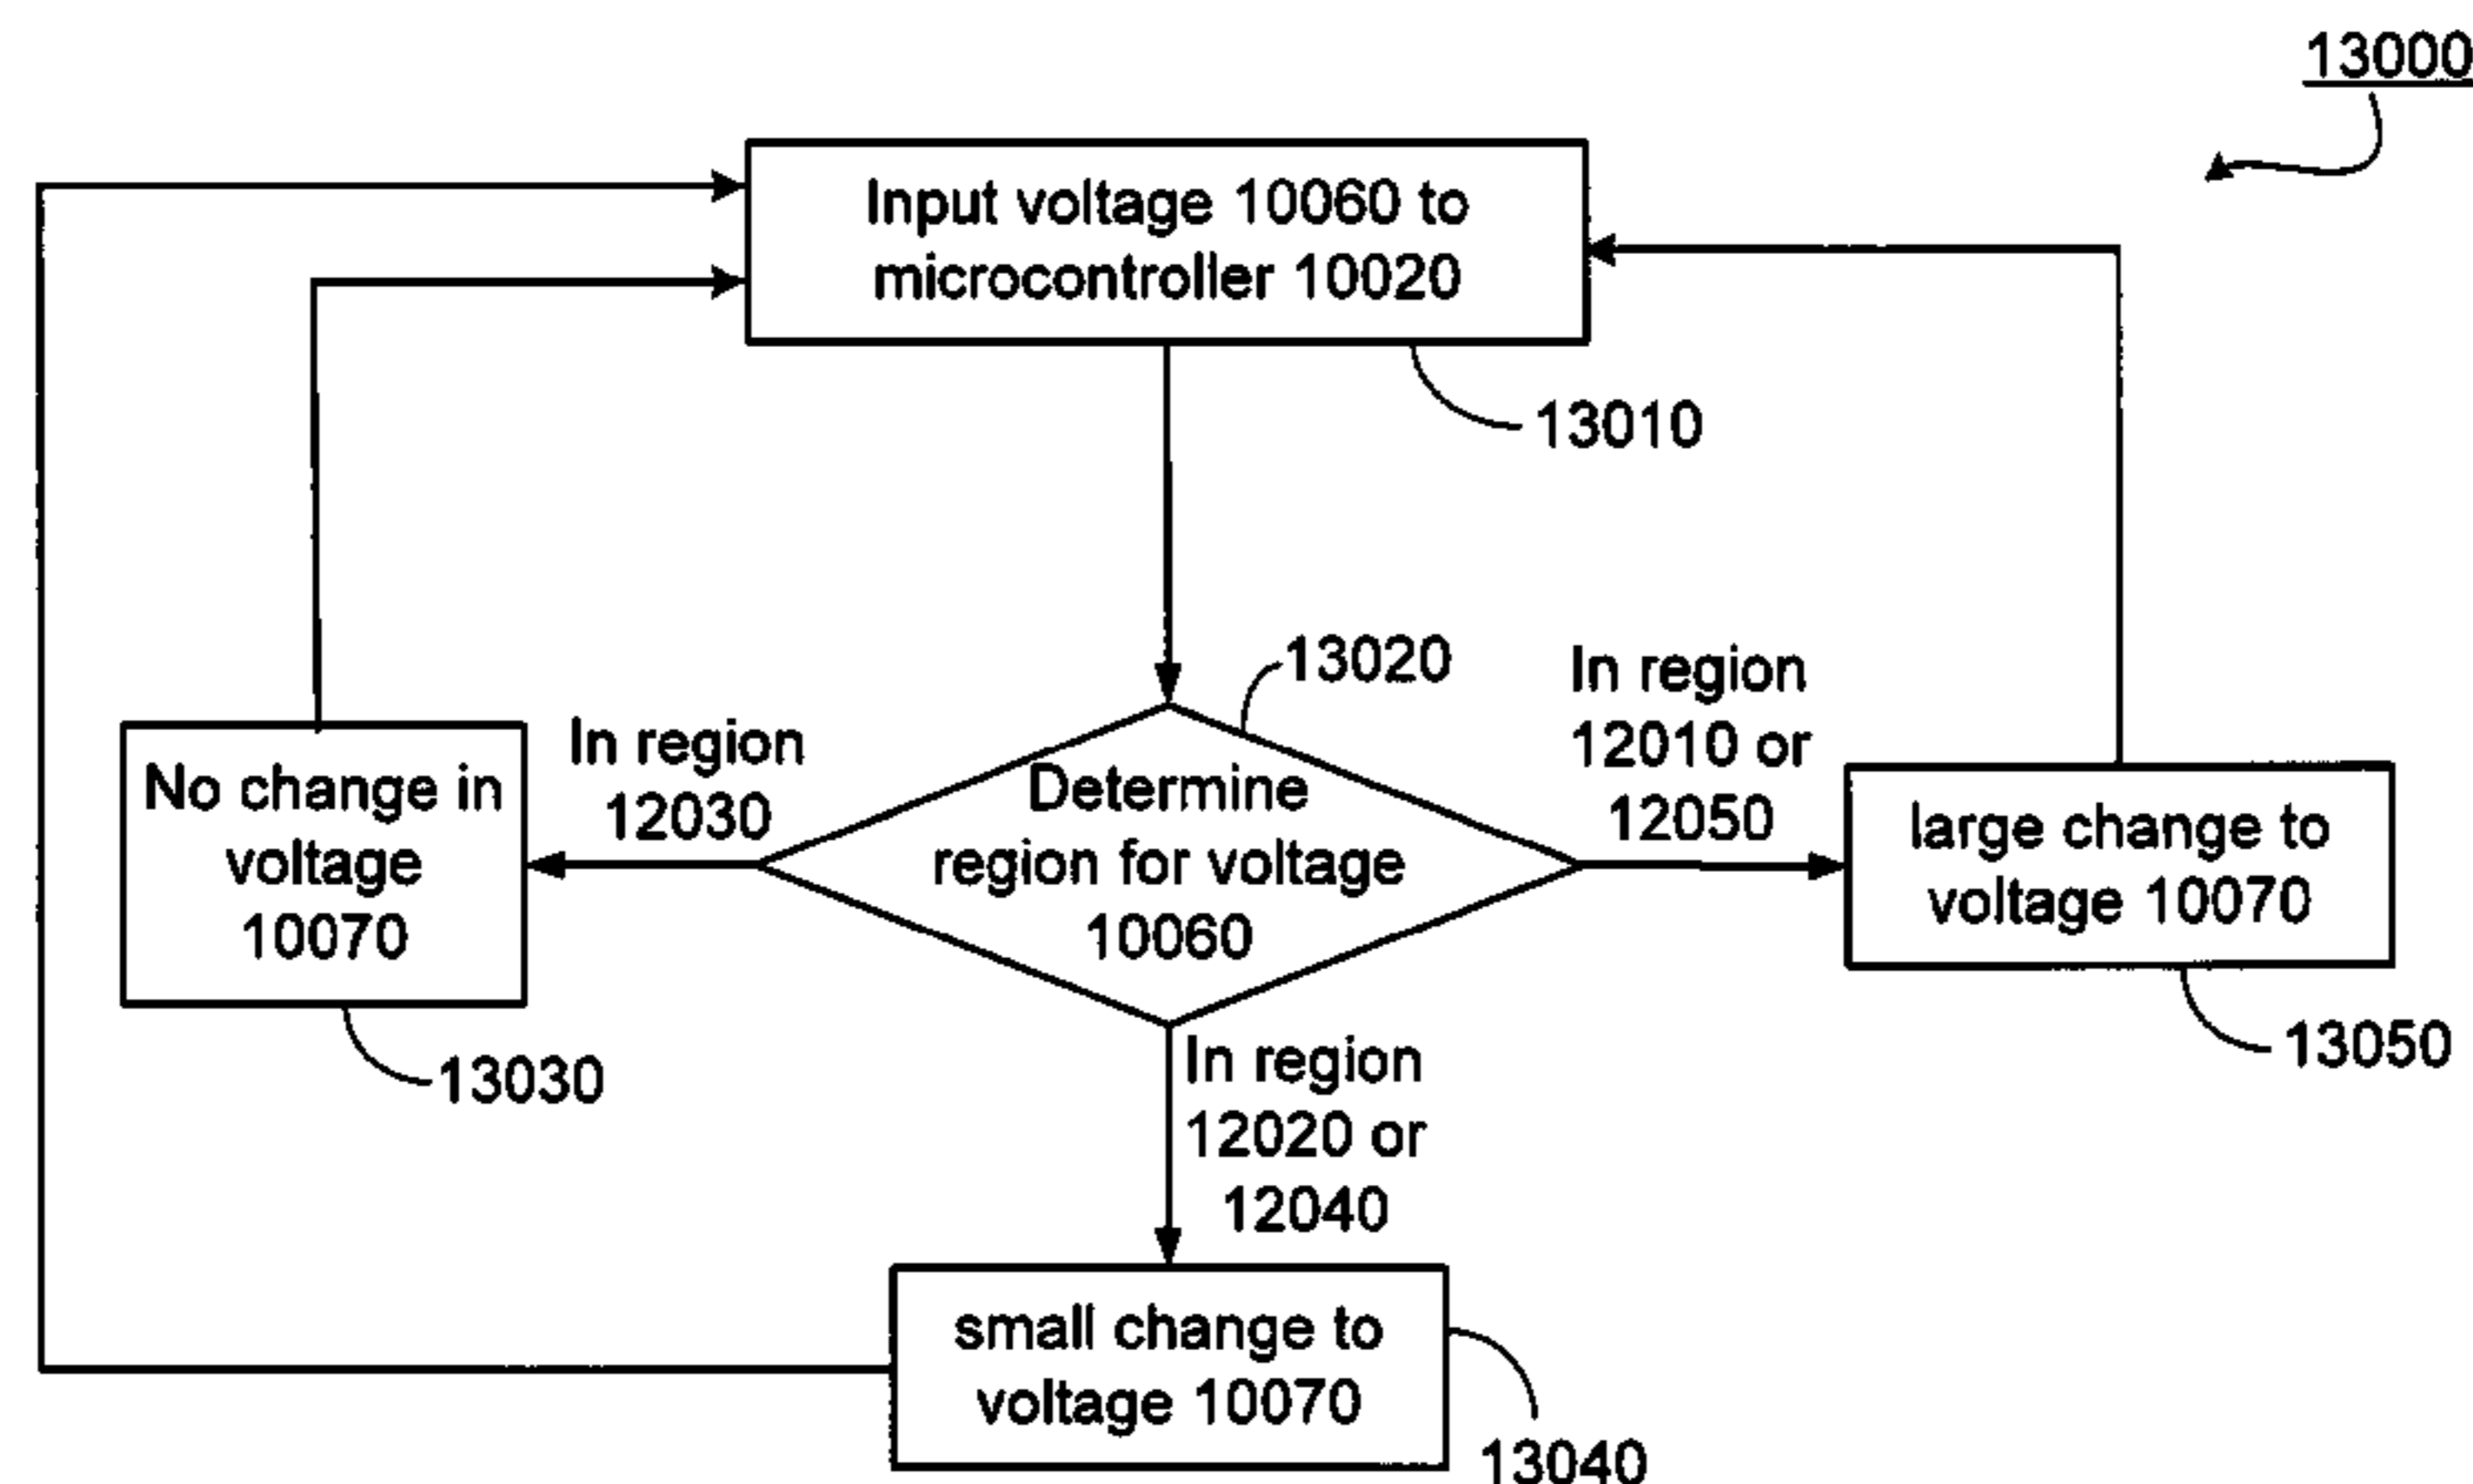 13000
Input voltage 10060 to
microcontroller 10020
13010
13020
In region
12010 or
12050
In region
12030
No change in
voltage
10070
Determine
region for voltage
10060
large change to
voltage 10070
13030
13050
In region
12020 or
12040
small change to
voltage 10070
13040